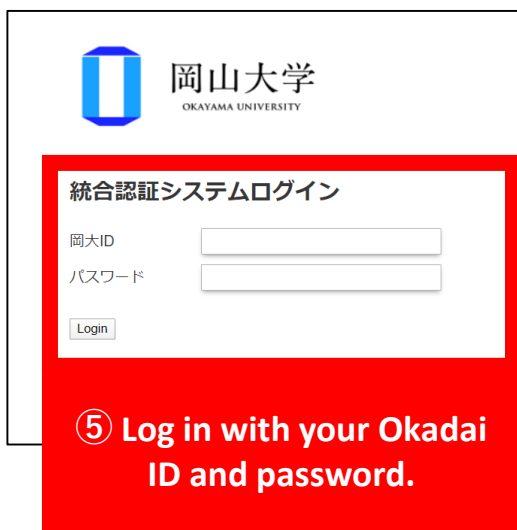 岡山大学
OKAYAMA UNIVERSITY
統合認証システムログイン
岡大ID
パスワード
Login
⑤ Log in with your Okadai
ID and password.